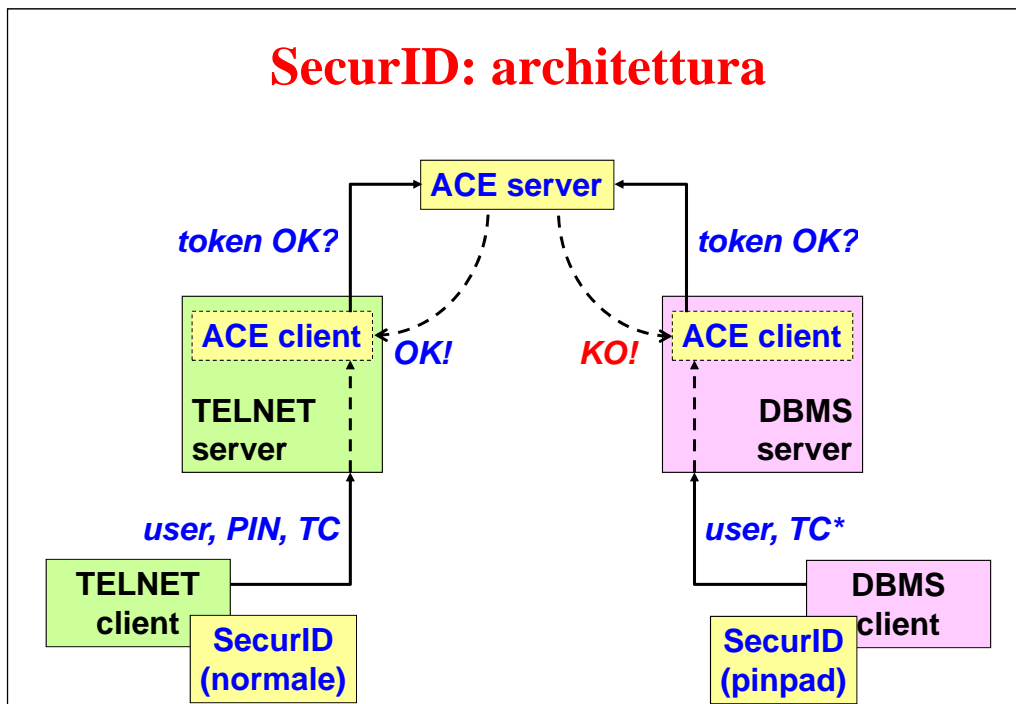 SecurID: architettura
ACE server
token OK?
token OK?
ACE client
ACE client
OK!
KO!
TELNET
server
DBMS
server
user, PIN, TC
user, TC*
TELNET
client
DBMS
client
SecurID
(normale)
SecurID
(pinpad)